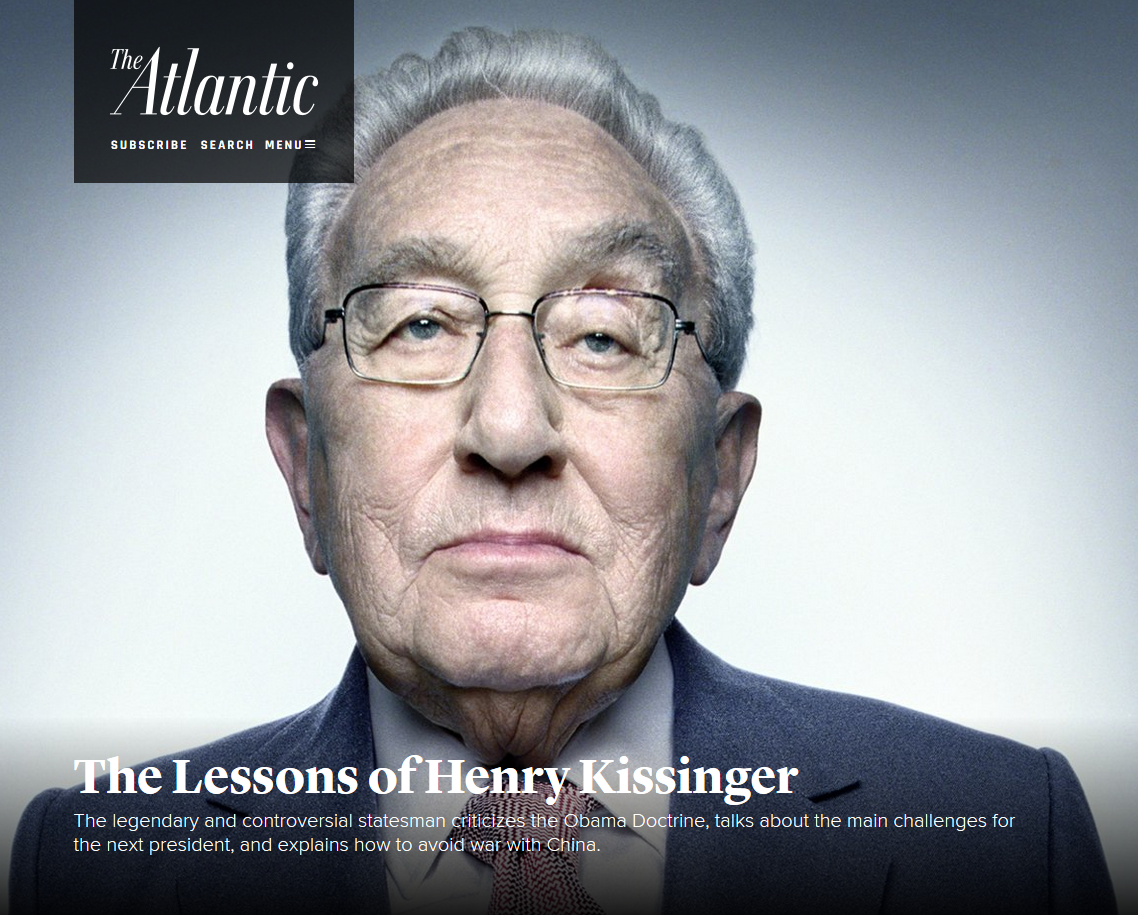 The Atlantic
SUBSCRIBE SEARCH MENU
The Lessons of Henry Kissinger
The legendary and controversial statesman criticizes the Obama Doctrine, talks about the main challenges for
the next president, and explains how to avoid war with China.